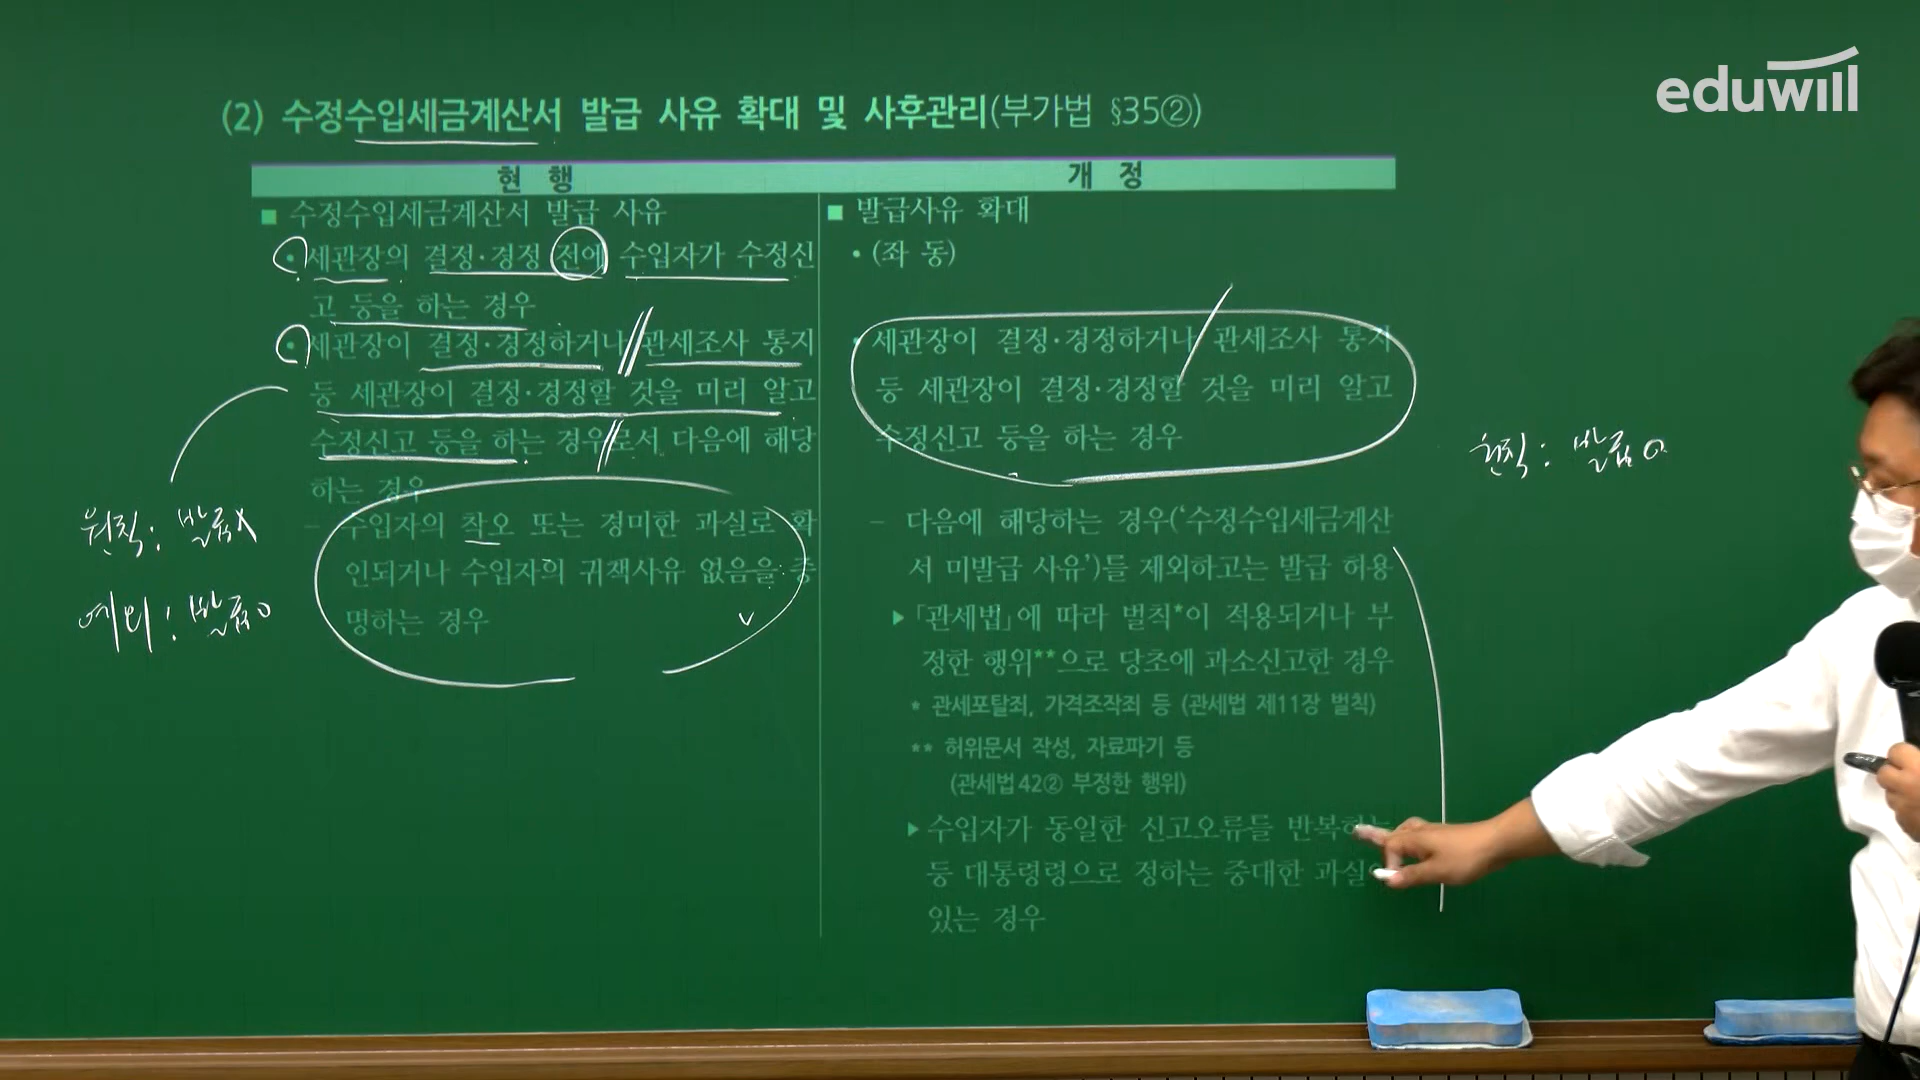 eduwill
(2) 수정수입세금계산서 발급 사유 확대 및 사후관리(부가법 §35②)
현 행
개 정
■ 수정수입세금계산서 발급 사유
• 세관장의 결정·경정 전에 수입자가 수정신
고 등을 하는 경우
• 세관장이 결정·경정하거나 관세조사 통지
등 세관장이 결정·경정할 것을 미리 알고
수정신고 등을 하는 경우로서 다음에 해당
하는 경우
– 수입자의 착오 또는 경미한 과실로 확
인되거나 수입자의 귀책사유 없음을 증
명하는 경우
원칙: 발급X
예외: 발급O
■ 발급사유 확대
• (좌 동)
• 세관장이 결정·경정하거나 관세조사 통지
등 세관장이 결정·경정할 것을 미리 알고
수정신고 등을 하는 경우
– 다음에 해당하는 경우(‘수정수입세금계산
서 미발급 사유’)를 제외하고는 발급 허용
▶「관세법」에 따라 벌칙*이 적용되거나 부
정한 행위**으로 당초에 과소신고한 경우
* 관세포탈죄, 가격조작죄 등 (관세법 제11장 벌칙)
** 허위문서 작성, 자료파기 등
(관세법42② 부정한 행위)
▶수입자가 동일한 신고오류를 반복하는
등 대통령령으로 정하는 중대한 과실이
있는 경우
원칙: 발급O